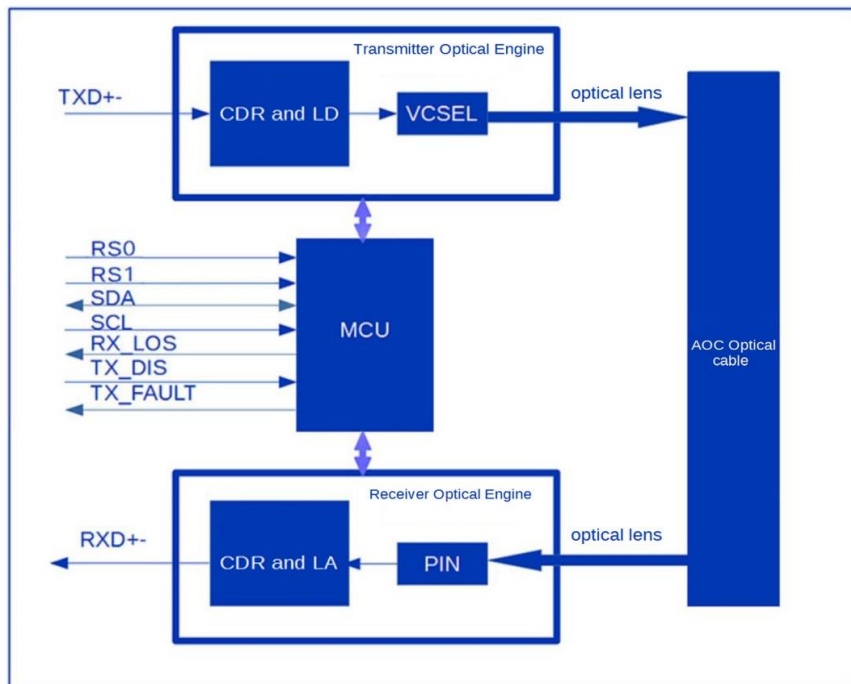 Transmitter Optical Engine
TXD+-
CDR and LD
VCSEL
optical lens
RS0
RS1
SDA
SCL
RX_LOS
TX_DIS
TX_FAULT
MCU
AOC Optical
cable
Receiver Optical Engine
RXD+-
CDR and LA
PIN
optical lens